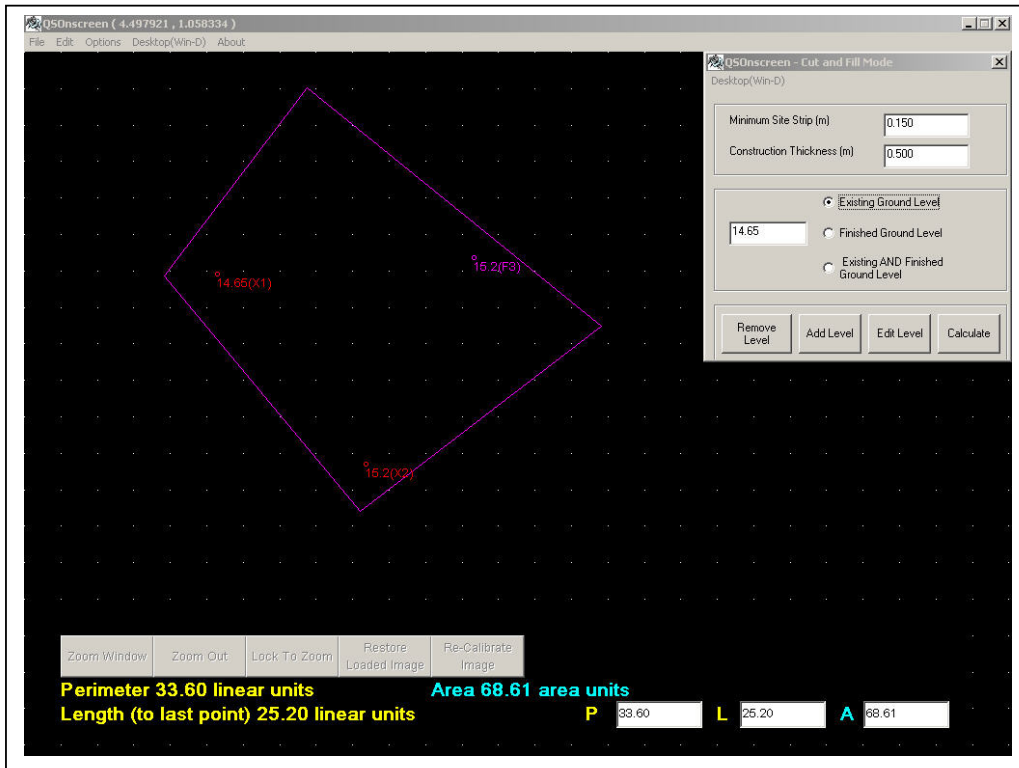 QSOnscreen ( 4.497921 , 1.058334 )
File Edit Options Desktop(Win-D) About
QSOnscreen - Cut and Fill Mode
Desktop(Win-D)
Minimum Site Strip (m) 0.150
Construction Thickness (m) 0.500
Existing Ground Level
14.65 Finished Ground Level
Existing AND Finished
Ground Level
Remove
Level
Add Level
Edit Level
Calculate
15.2(F3)
14.65(X1)
15.2(X2)
Zoom Window
Zoom Out
Lock To Zoom
Restore
Loaded Image
Re-Calibrate
Image
Perimeter 33.60 linear units Area 68.61 area units
Length (to last point) 25.20 linear units P 33.60 L 25.20 A 68.61